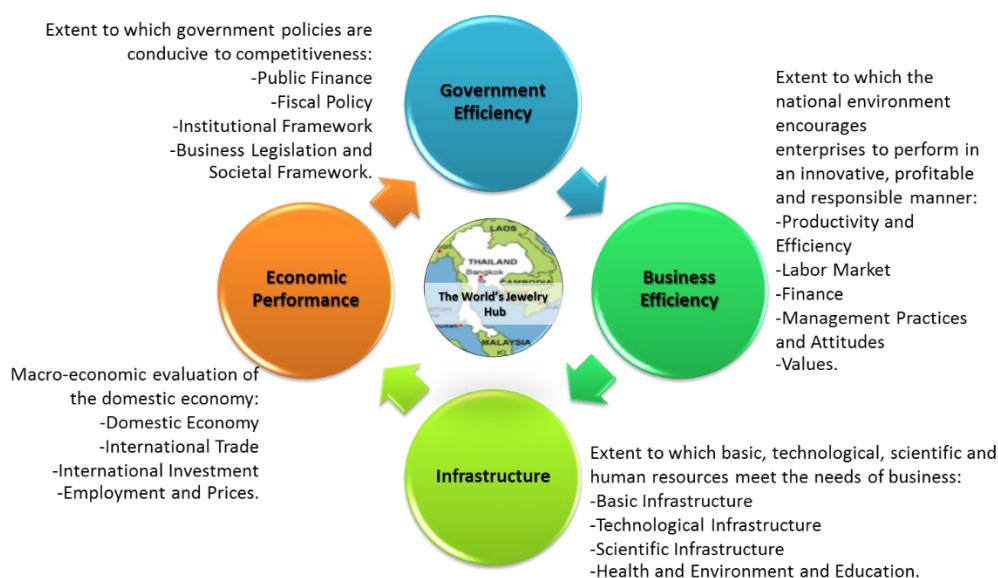 Extent to which government policies are
conducive to competitiveness:
-Public Finance
-Fiscal Policy
-Institutional Framework
-Business Legislation and
Societal Framework.
Government
Efficiency
Extent to which the
national environment
encourages
enterprises to perform in
an innovative, profitable
and responsible manner:
-Productivity and
Efficiency
-Labor Market
-Finance
-Management Practices
and Attitudes
-Values.
Economic
Performance
LAOS
THAILAND
Bangkok
CAMBODIA
The World's Jewelry
Hub
MALAYSIA
KL
Business
Efficiency
Macro-economic evaluation of
the domestic economy:
-Domestic Economy
-International Trade
-International Investment
-Employment and Prices.
Infrastructure
Extent to which basic, technological, scientific and
human resources meet the needs of business:
-Basic Infrastructure
-Technological Infrastructure
-Scientific Infrastructure
-Health and Environment and Education.